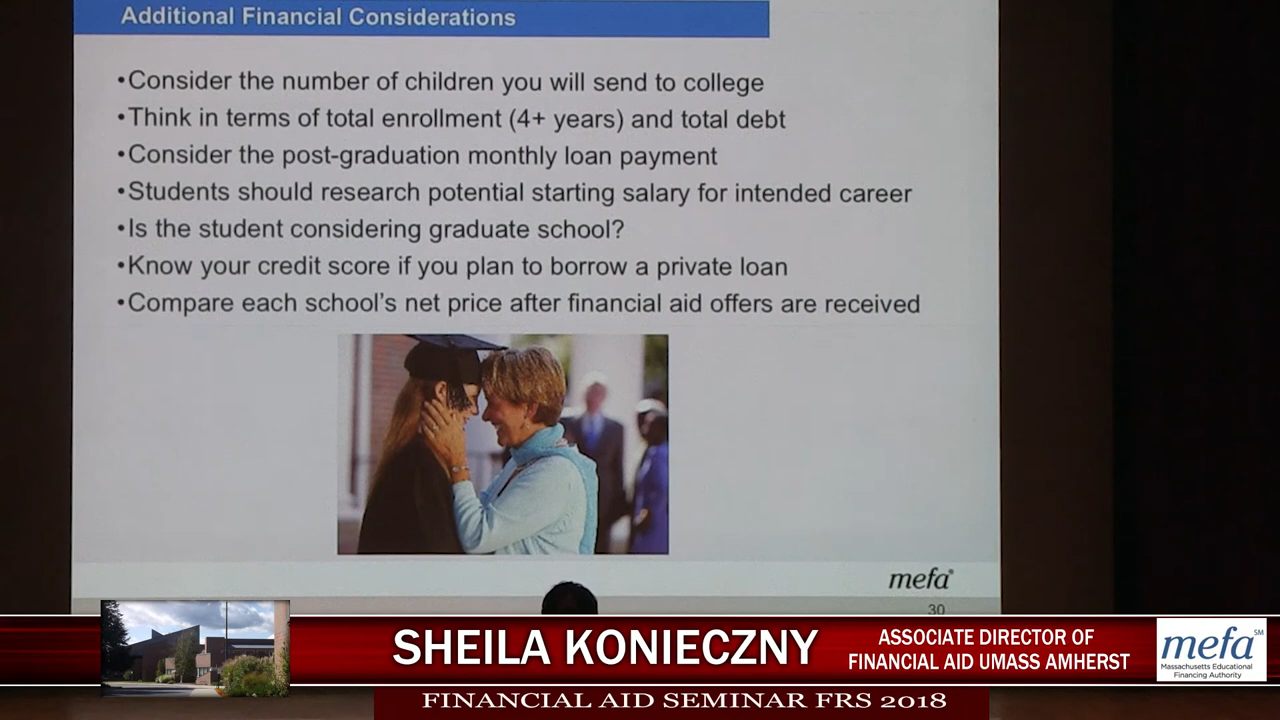 Additional Financial Considerations
•Consider the number of children you will send to college
•Think in terms of total enrollment (4+ years) and total debt
•Consider the post-graduation monthly loan payment
•Students should research potential starting salary for intended career
•Is the student considering graduate school?
•Know your credit score if you plan to borrow a private loan
•Compare each school’s net price after financial aid offers are received
mefa®
30
SHEILA KONIECZNY
ASSOCIATE DIRECTOR OF
FINANCIAL AID UMASS AMHERST
mefa℠
Massachusetts Educational
Financing Authority
FINANCIAL AID SEMINAR FRS 2018